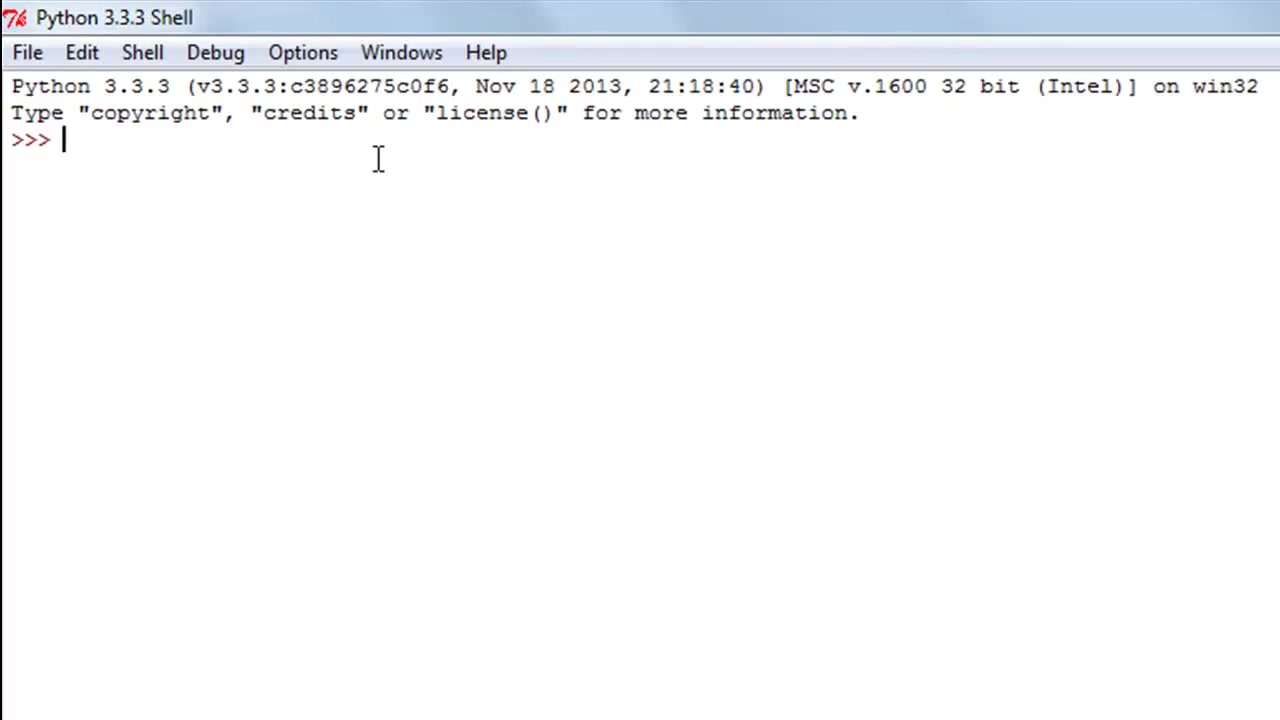 Python 3.3.3 Shell
File Edit Shell Debug Options Windows Help
Python 3.3.3 (v3.3.3:c3896275c0f6, Nov 18 2013, 21:18:40) [MSC v.1600 32 bit (Intel)] on win32
Type "copyright", "credits" or "license()" for more information.
>>>